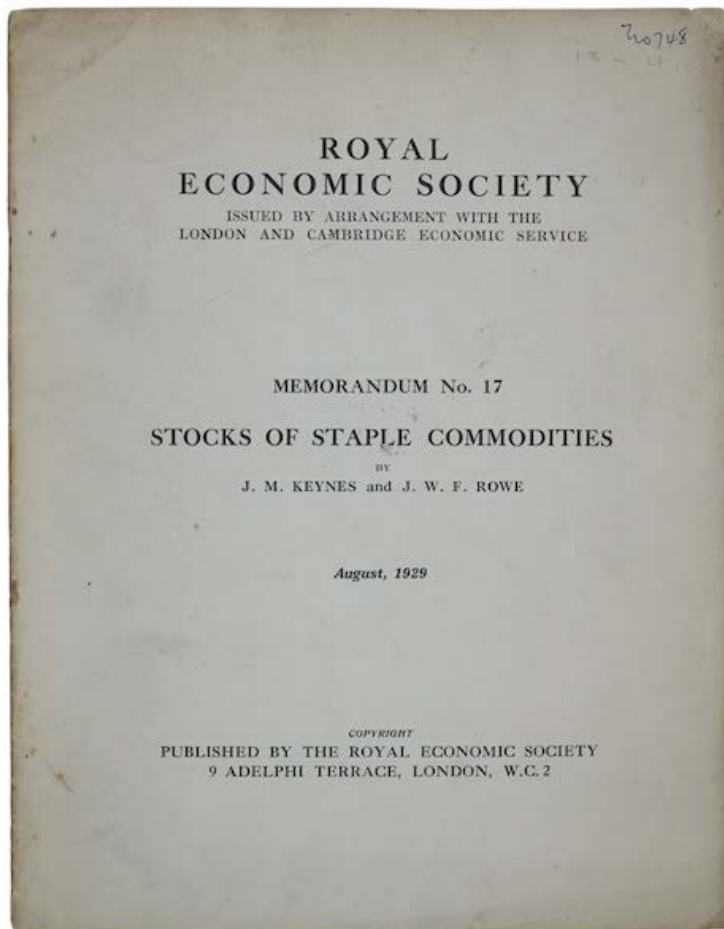 ROYAL
ECONOMIC SOCIETY
ISSUED BY ARRANGEMENT WITH THE
LONDON AND CAMBRIDGE ECONOMIC SERVICE
MEMORANDUM No. 17
STOCKS OF STAPLE COMMODITIES
BY
J. M. KEYNES and J. W. F. ROWE
August, 1929
COPYRIGHT
PUBLISHED BY THE ROYAL ECONOMIC SOCIETY
9 ADELPHI TERRACE, LONDON, W.C. 2